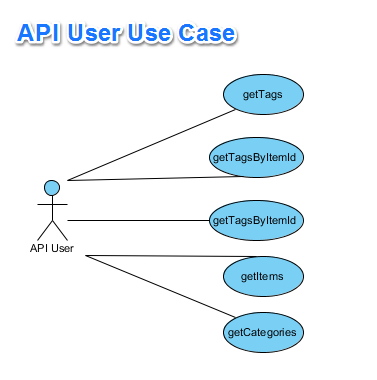 API User Use Case
getTags
getTagsByItemId
getTagsByItemId
API User
getItems
getCategories